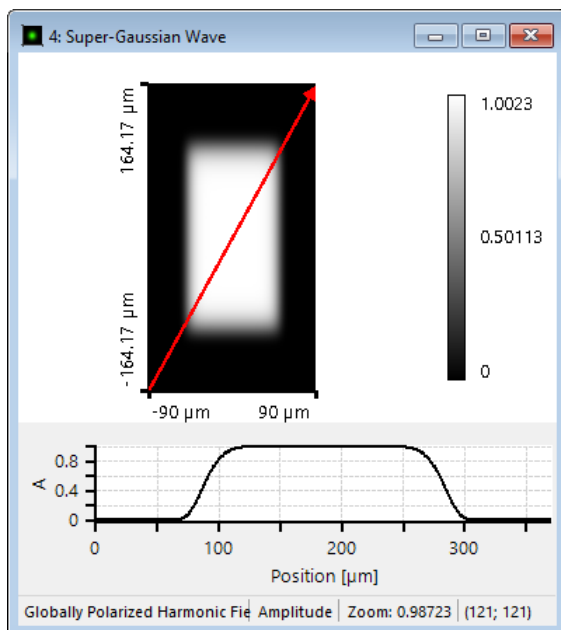 4: Super-Gaussian Wave
164.17 µm
-164.17 µm
-90 µm 90 µm
1.0023
0.50113
0
A
0.8
0.4
0
0 100 200 300
Position [µm]
Globally Polarized Harmonic Fie Amplitude Zoom: 0.98723 (121; 121)